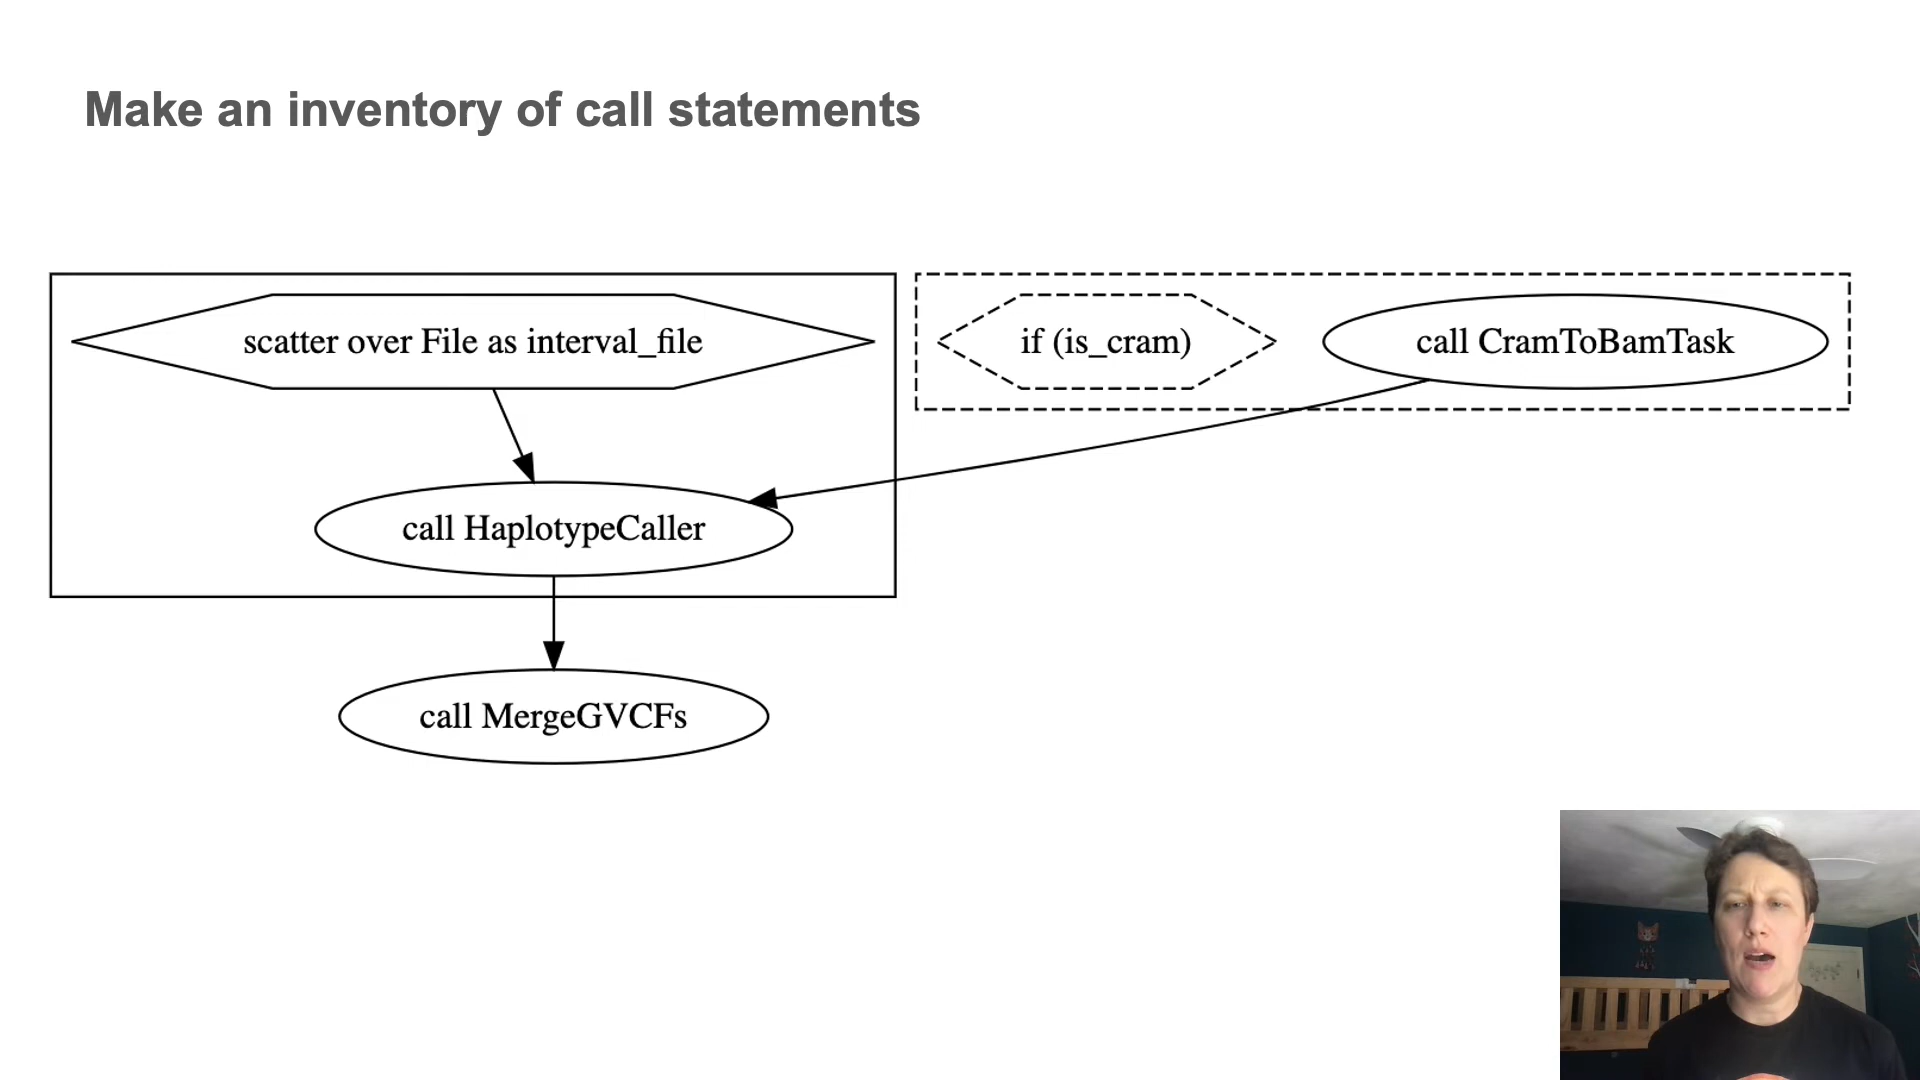 Make an inventory of call statements
scatter over File as interval_file
if (is_cram)
call CramToBamTask
call HaplotypeCaller
call MergeGVCFs